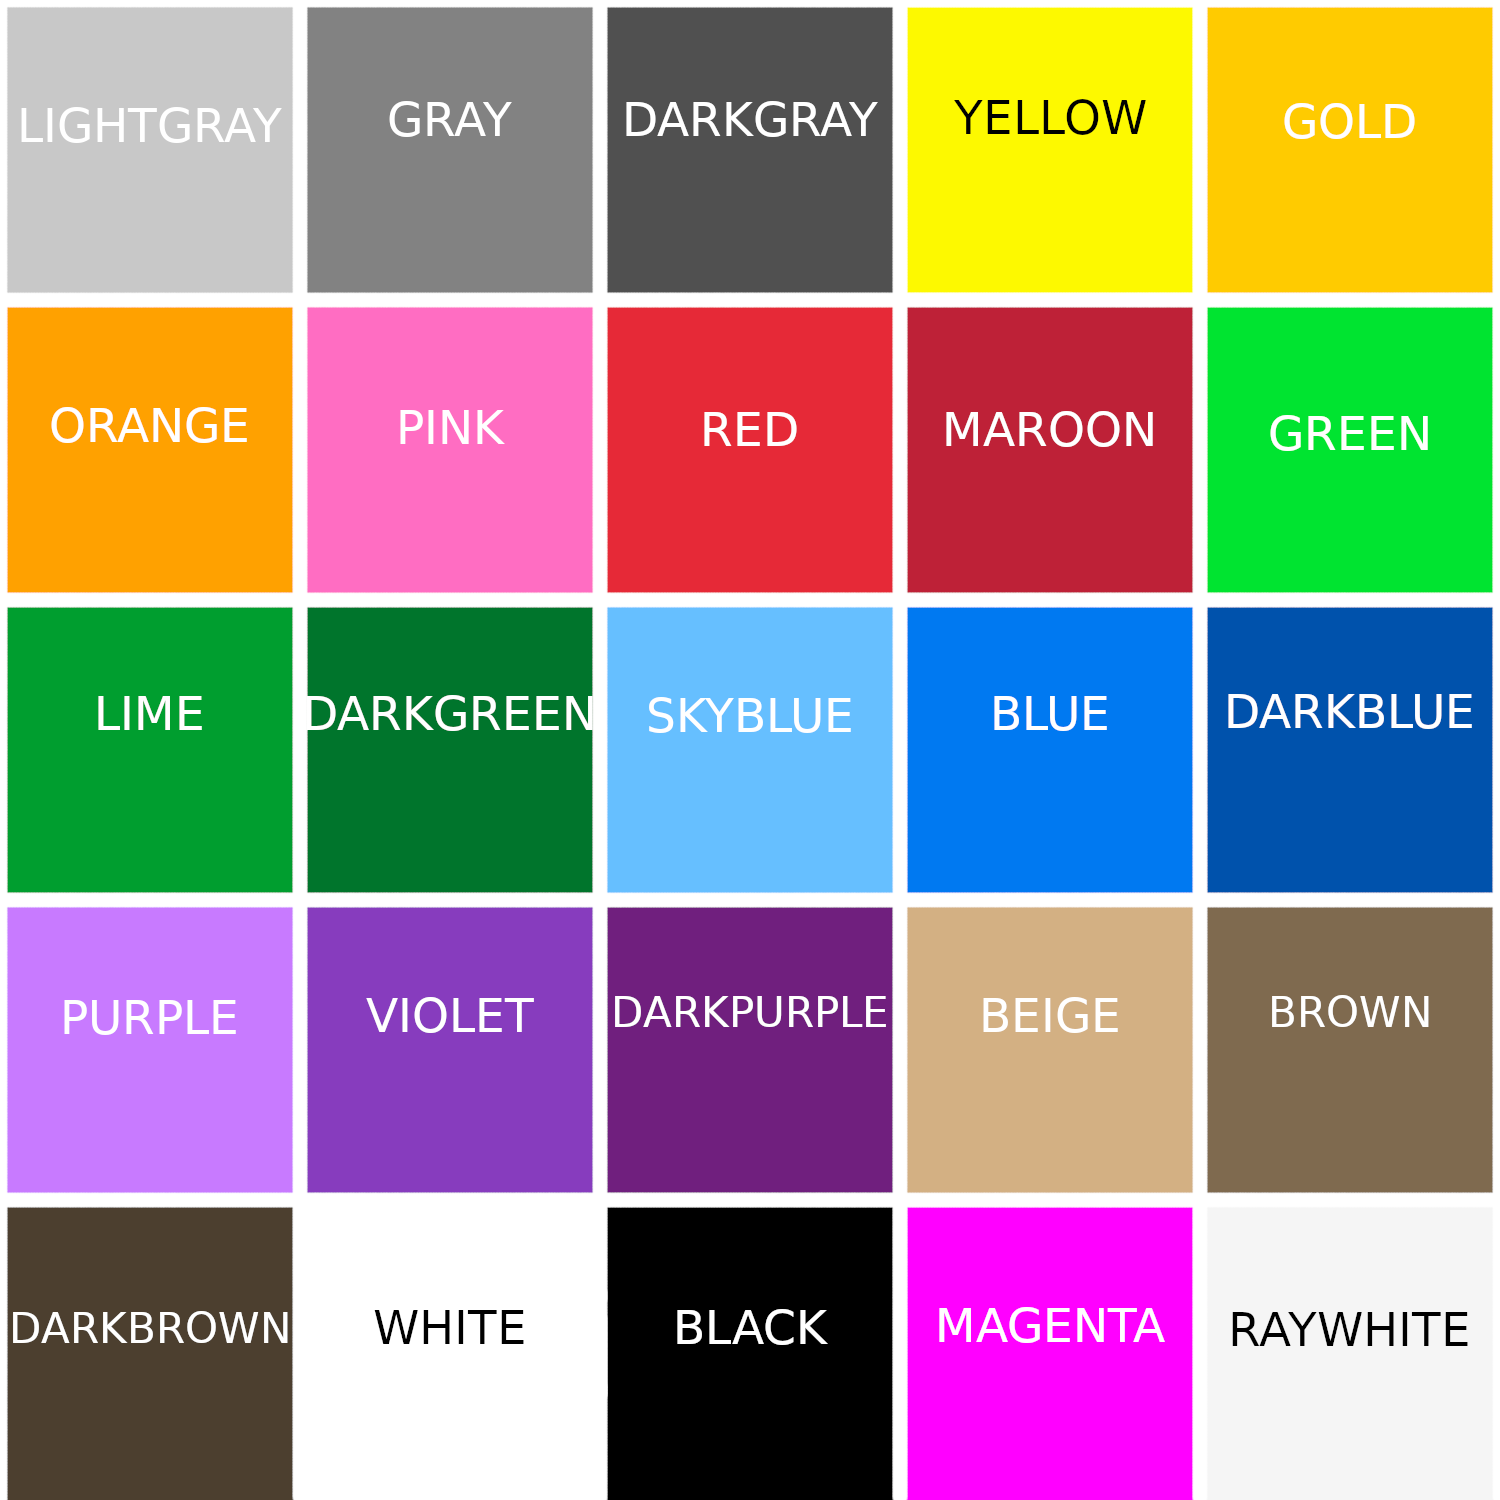 LIGHTGRAY
GRAY
DARKGRAY
YELLOW
GOLD
ORANGE
PINK
RED
MAROON
GREEN
LIME
DARKGREEN
SKYBLUE
BLUE
DARKBLUE
PURPLE
VIOLET
DARKPURPLE
BEIGE
BROWN
DARKBROWN
WHITE
BLACK
MAGENTA
RAYWHITE